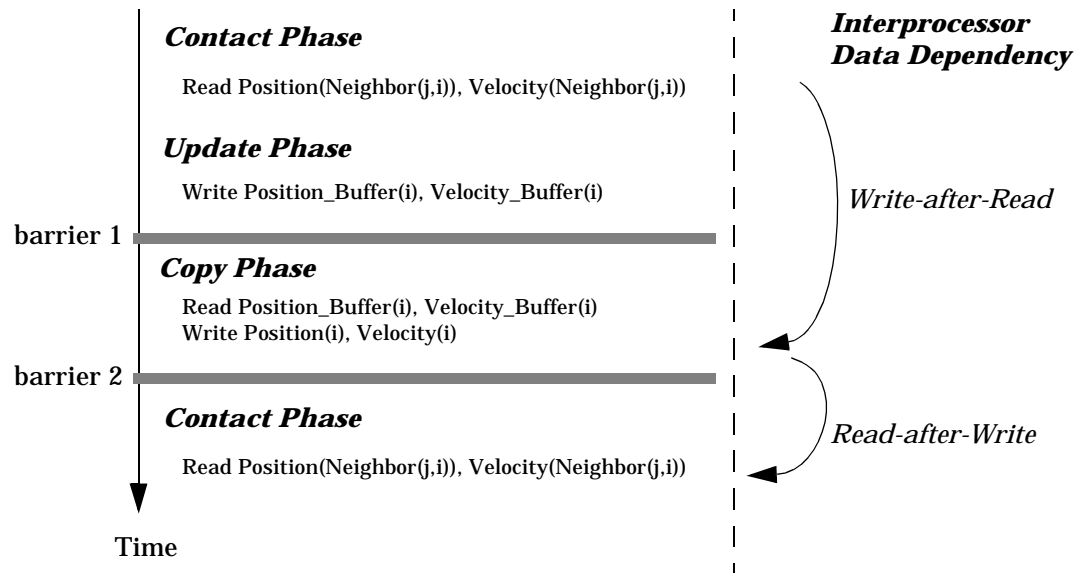 Contact Phase
Interprocessor
Data Dependency
Read Position(Neighbor(j,i)), Velocity(Neighbor(j,i))
Update Phase
Write Position_Buffer(i), Velocity_Buffer(i)
Write-after-Read
barrier 1
Copy Phase
Read Position_Buffer(i), Velocity_Buffer(i)
Write Position(i), Velocity(i)
barrier 2
Contact Phase
Read-after-Write
Read Position(Neighbor(j,i)), Velocity(Neighbor(j,i))
Time